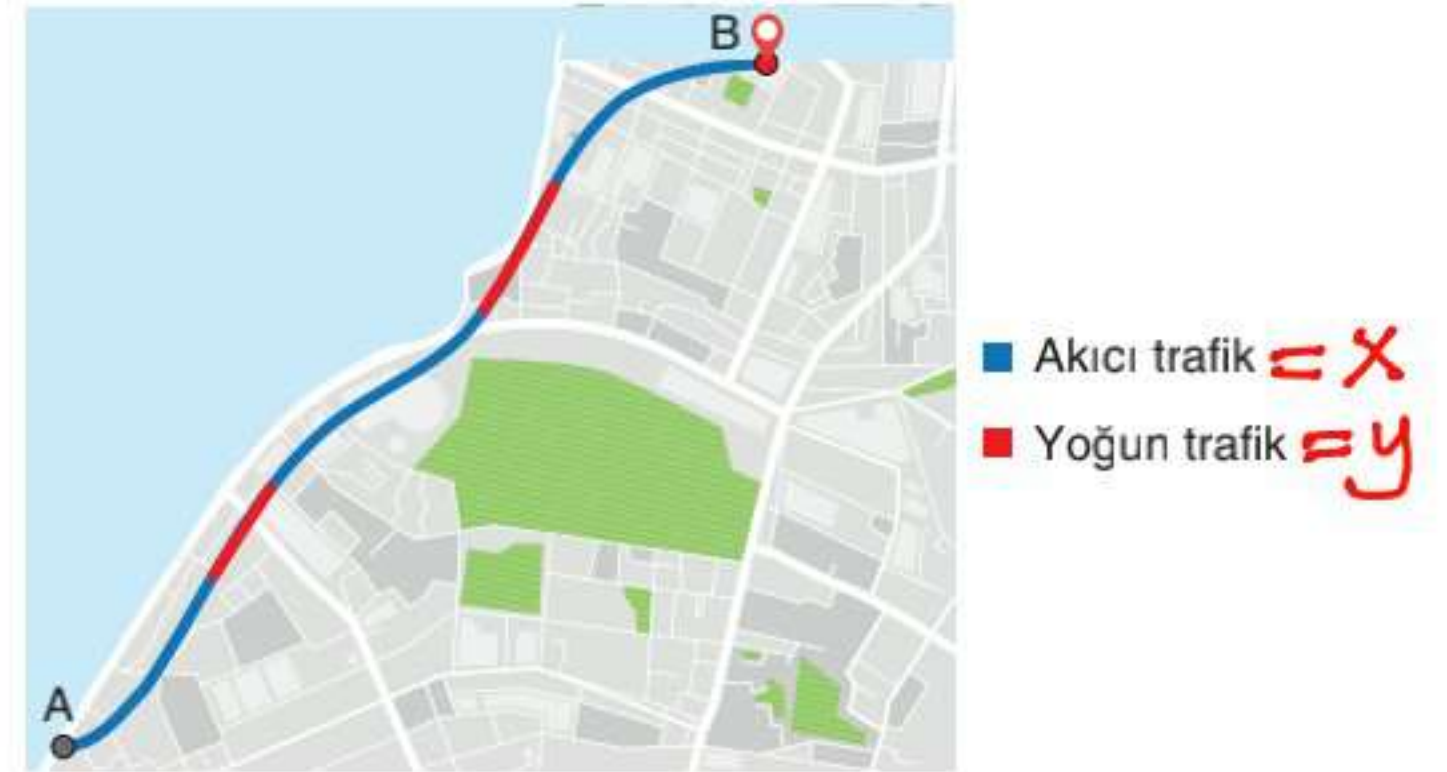 B
A
Akıcı trafik = x
Yoğun trafik = y